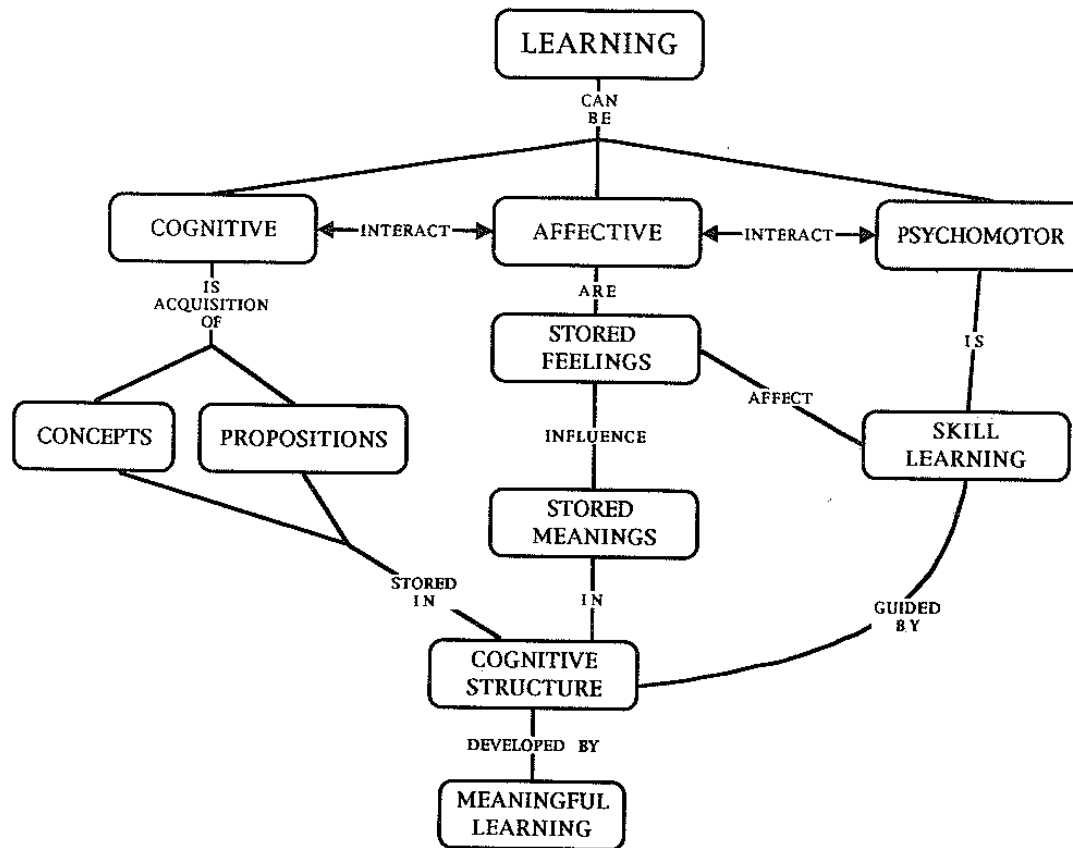 LEARNING
CAN
BE
COGNITIVE
INTERACT
AFFECTIVE
INTERACT
PSYCHOMOTOR
IS
ACQUISITION
OF
ARE
IS
STORED
FEELINGS
AFFECT
CONCEPTS
PROPOSITIONS
INFLUENCE
SKILL
LEARNING
STORED
MEANINGS
STORED
IN
IN
GUIDED
BY
COGNITIVE
STRUCTURE
DEVELOPED BY
MEANINGFUL
LEARNING